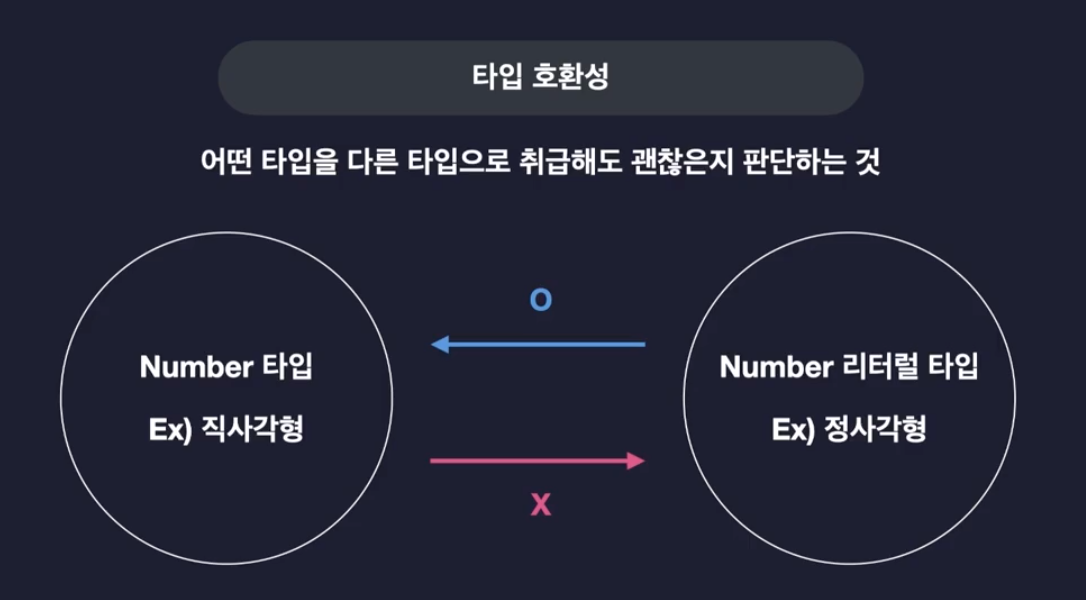 타입 호환성
어떤 타입을 다른 타입으로 취급해도 괜찮은지 판단하는 것
O
Number 타입
Ex) 직사각형
Number 리터럴 타입
Ex) 정사각형
X